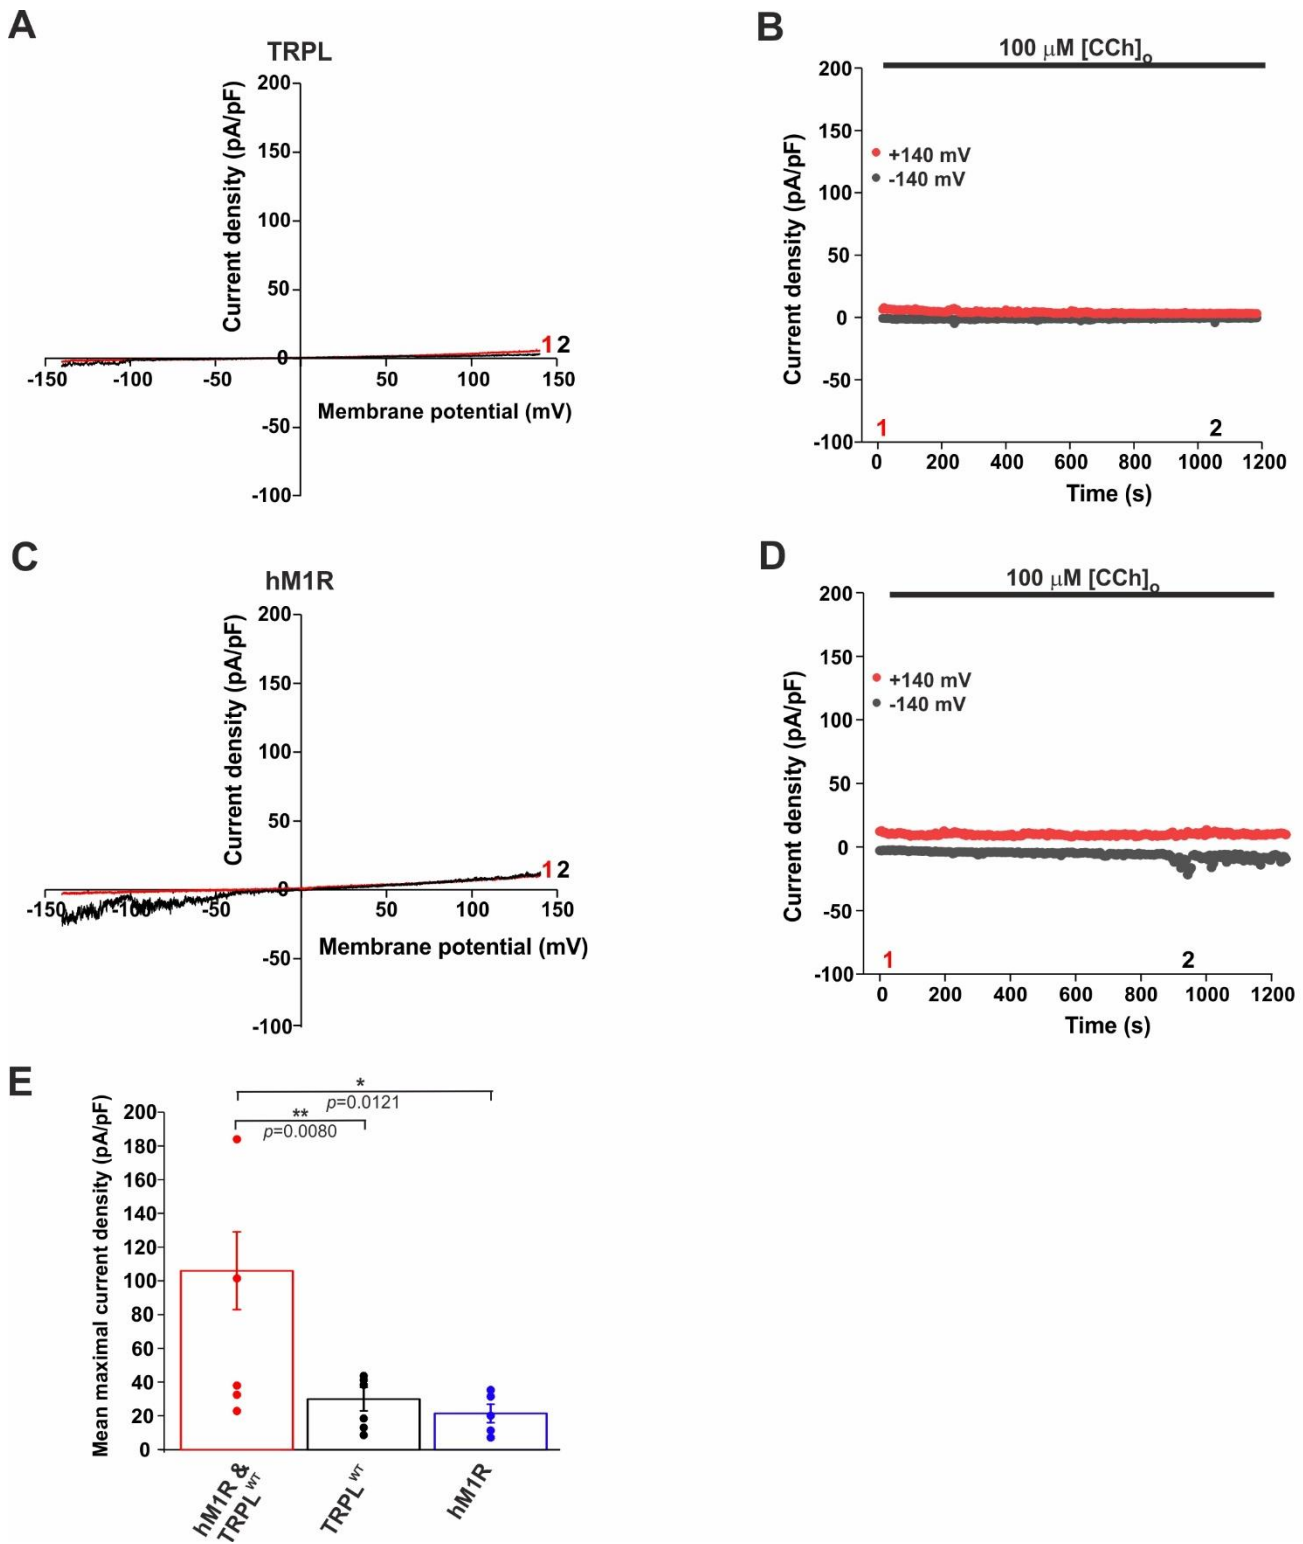 A
TRPL
Current density (pA/pF)
200
150
100
50
0
-50
-100
-150 -100 -50 50 100 150
1 2
Membrane potential (mV)
B
100 μM [CCh]o
Current density (pA/pF)
200
150
100
50
0
-50
-100
+140 mV
-140 mV
1 2
0 200 400 600 800 1000 1200
Time (s)
C
hM1R
Current density (pA/pF)
200
150
100
50
0
-50
-100
-150 -100 -50 50 100 150
1 2
Membrane potential (mV)
D
100 μM [CCh]o
Current density (pA/pF)
200
150
100
50
0
-50
-100
+140 mV
-140 mV
1 2
0 200 400 600 800 1000 1200
Time (s)
E
Mean maximal current density (pA/pF)
200
180
160
140
120
100
80
60
40
20
0
*
p=0.0121
**
p=0.0080
hM1R &
TRPL WT
TRPL WT
hM1R